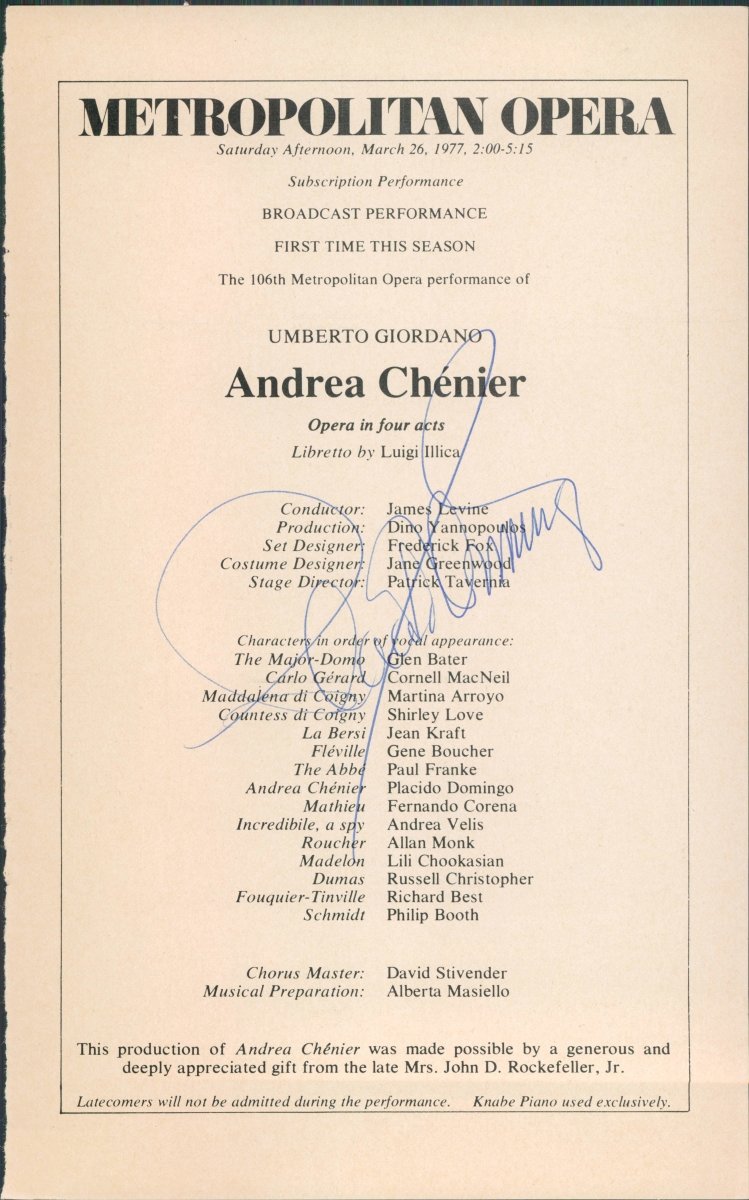 METROPOLITAN OPERA
Saturday Afternoon, March 26, 1977, 2:00-5:15
Subscription Performance
BROADCAST PERFORMANCE
FIRST TIME THIS SEASON
The 106th Metropolitan Opera performance of
UMBERTO GIORDANO
Andrea Chénier
Opera in four acts
Libretto by Luigi Illica
Conductor: James Levine
Production: Dino Yannopoulos
Set Designer: Frederick Fox
Costume Designer: Jane Greenwood
Stage Director: Patrick Tavernia
Characters in order of vocal appearance:
The Major-Domo Glen Bater
Carlo Gérard Cornell MacNeil
Maddalena di Coigny Martina Arroyo
Countess di Coigny Shirley Love
La Bersi Jean Kraft
Fléville Gene Boucher
The Abbé Paul Franke
Andrea Chénier Placido Domingo
Mathieu Fernando Corena
Incredibile, a spy Andrea Velis
Roucher Allan Monk
Madelon Lili Chookasian
Dumas Russell Christopher
Fouquier-Tinville Richard Best
Schmidt Philip Booth
Chorus Master: David Stivender
Musical Preparation: Alberta Masiello
This production of Andrea Chénier was made possible by a generous and
deeply appreciated gift from the late Mrs. John D. Rockefeller, Jr.
Latecomers will not be admitted during the performance. Knabe Piano used exclusively.